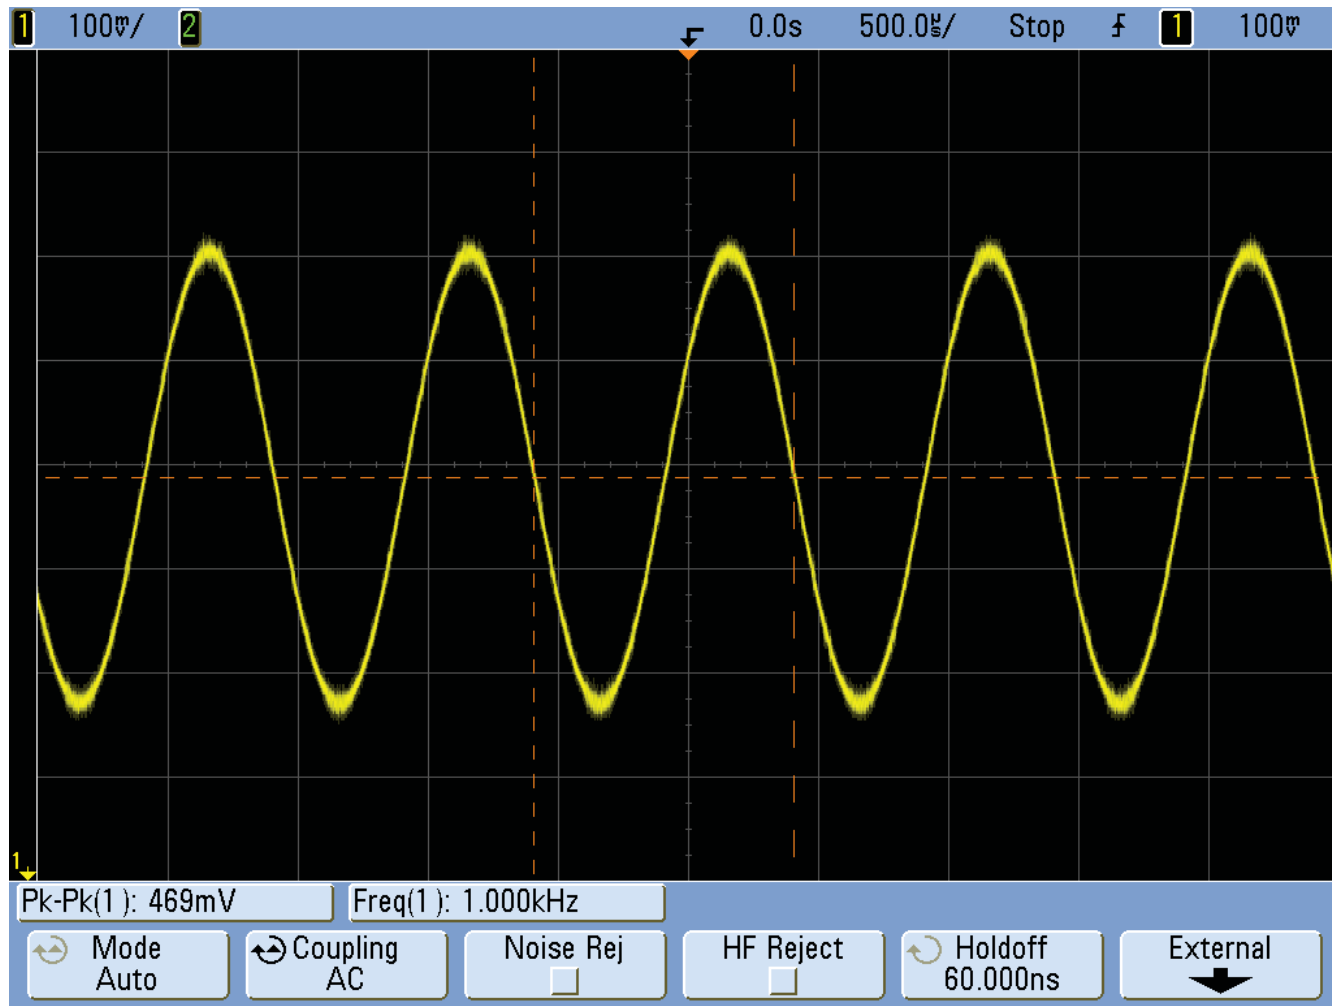 1 100mV/ 2 0.0s 500.0µs/ Stop 1 100mV
1
Pk-Pk(1): 469mV Freq(1): 1.000kHz
Mode Coupling Noise Rej HF Reject Holdoff External
Auto AC 60.000ns